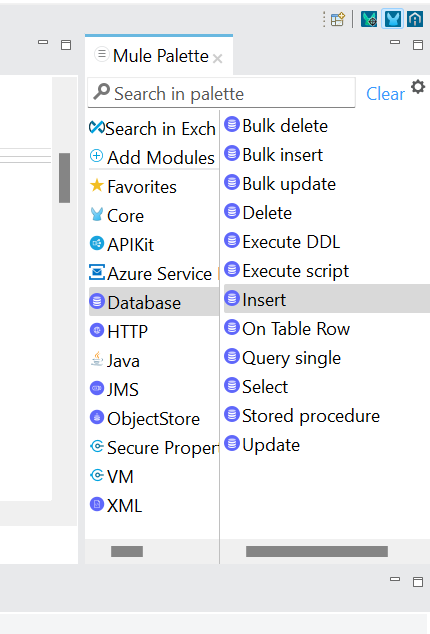 Mule Palette
Search in palette
Clear
Search in Exch
Add Modules
Favorites
Core
APIKit
Azure Service
Database
HTTP
Java
JMS
ObjectStore
Secure Proper
VM
XML
Bulk delete
Bulk insert
Bulk update
Delete
Execute DDL
Execute script
Insert
On Table Row
Query single
Select
Stored procedure
Update